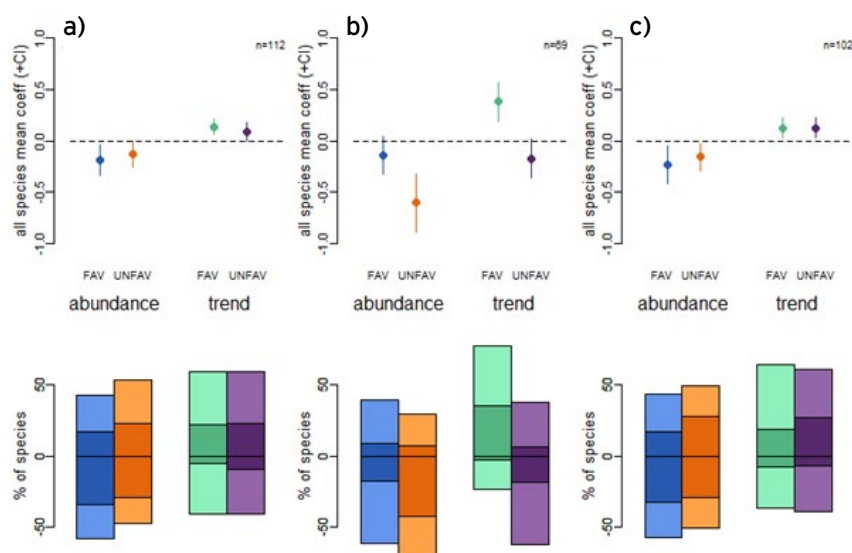 a)
b)
c)
n=112
n=69
n=102
all species mean coeff (+CI)
1.0
0.5
0.0
-0.5
-1.0
FAV UNFAV FAV UNFAV
abundance trend
all species mean coeff (+CI)
1.0
0.5
0.0
-0.5
-1.0
FAV UNFAV FAV UNFAV
abundance trend
all species mean coeff (+CI)
1.0
0.5
0.0
-0.5
-1.0
FAV UNFAV FAV UNFAV
abundance trend
% of species
50
0
-50
% of species
50
0
-50
% of species
50
0
-50